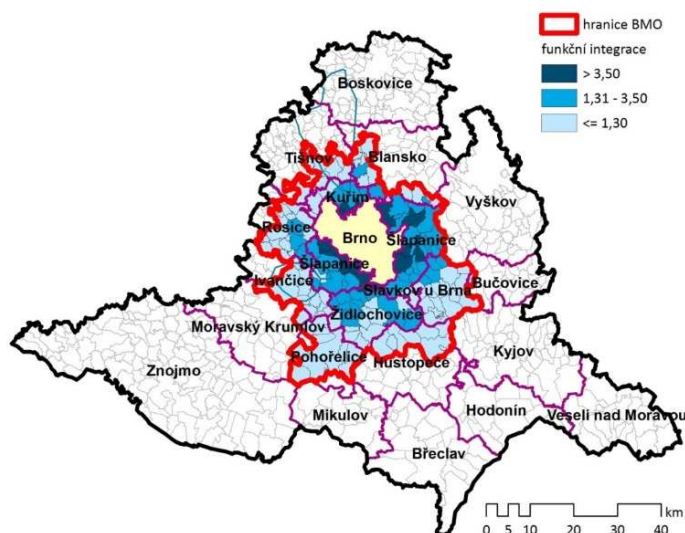 hranice BMO
funkční integrace
> 3,50
1,31 - 3,50
<= 1,30
Boskovice
Tišnov
Blansko
Kuřim
Vyškov
Rosice
Brno
Šlapanice
Šlapanice
Ivančice
Slavkov u Brna
Bučovice
Židlochovice
Moravský Krumlov
Pohořelice
Hustopeče
Kyjov
Znojmo
Mikulov
Hodonín
Veselí nad Moravou
Břeclav
km
0 5 10 20 30 40